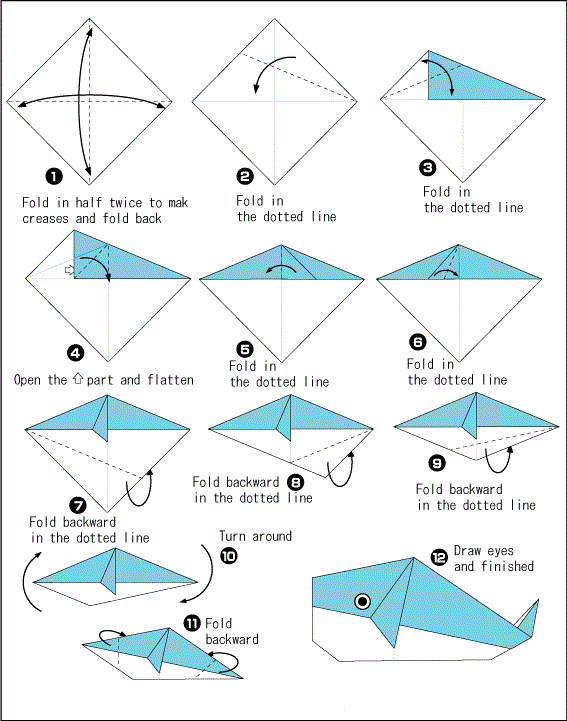 1
Fold in half twice to mak
creases and fold back
2
Fold in
the dotted line
3
Fold in
the dotted line
4
Open the ⇧ part and flatten
5
Fold in
the dotted line
6
Fold in
the dotted line
7
Fold backward
in the dotted line
8
Fold backward
in the dotted line
9
Fold backward
in the dotted line
Turn around
10
11
Fold
backward
12
Draw eyes
and finished